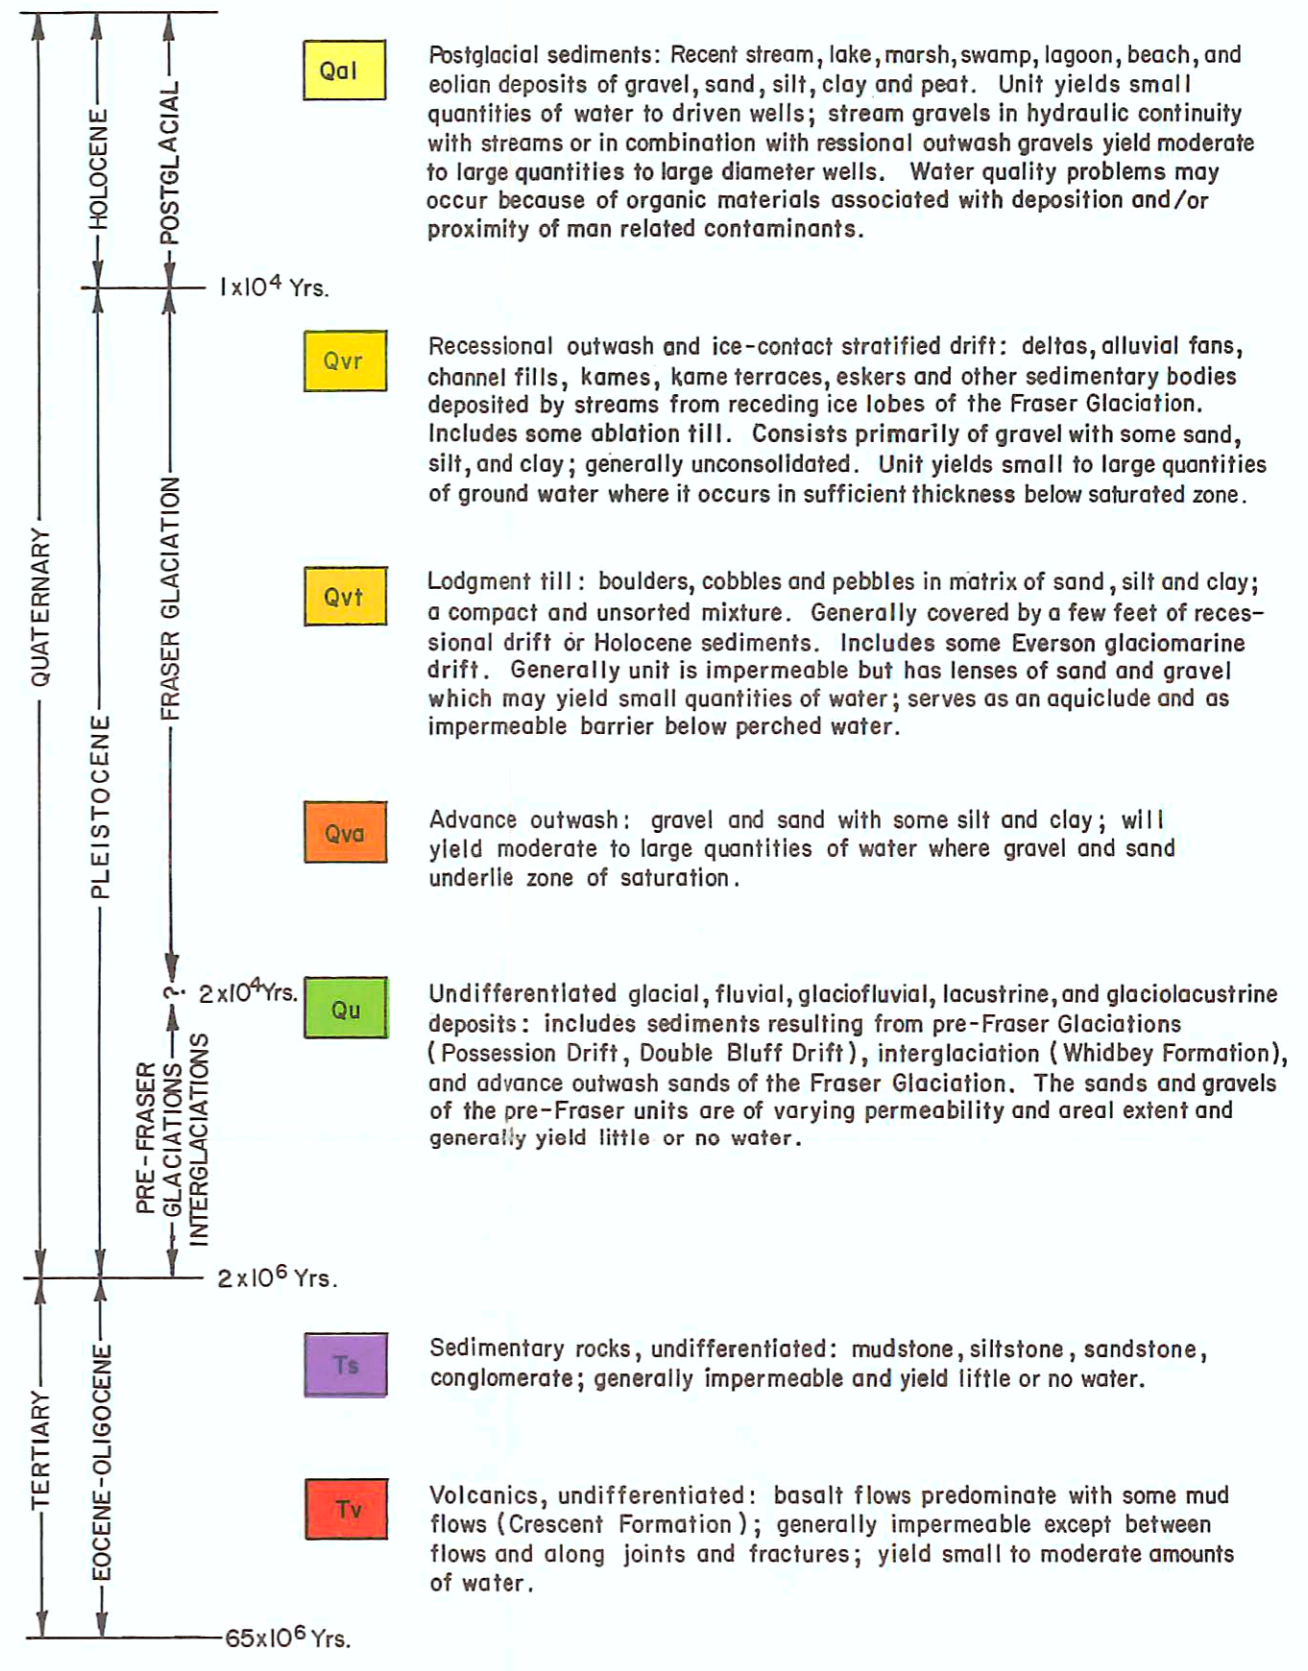 QUATERNARY
HOLOCENE
POSTGLACIAL
Qal
Postglacial sediments: Recent stream, lake, marsh, swamp, lagoon, beach, and
eolian deposits of gravel, sand, silt, clay and peat. Unit yields small
quantities of water to driven wells; stream gravels in hydraulic continuity
with streams or in combination with ressional outwash gravels yield moderate
to large quantities to large diameter wells. Water quality problems may
occur because of organic materials associated with deposition and/or
proximity of man related contaminants.
1x10⁴ Yrs.
PLEISTOCENE
FRASER GLACIATION
Qvr
Recessional outwash and ice-contact stratified drift: deltas, alluvial fans,
channel fills, kames, kame terraces, eskers and other sedimentary bodies
deposited by streams from receding ice lobes of the Fraser Glaciation.
Includes some ablation till. Consists primarily of gravel with some sand,
silt, and clay; generally unconsolidated. Unit yields small to large quantities
of ground water where it occurs in sufficient thickness below saturated zone.
Qvt
Lodgment till: boulders, cobbles and pebbles in matrix of sand, silt and clay;
a compact and unsorted mixture. Generally covered by a few feet of reces-
sional drift or Holocene sediments. Includes some Everson glaciomarine
drift. Generally unit is impermeable but has lenses of sand and gravel
which may yield small quantities of water; serves as an aquiclude and as
impermeable barrier below perched water.
Qva
Advance outwash: gravel and sand with some silt and clay; will
yield moderate to large quantities of water where gravel and sand
underlie zone of saturation.
? 2x10⁴ Yrs.
PRE-FRASER
GLACIATIONS
INTERGLACIATIONS
Qu
Undifferentiated glacial, fluvial, glaciofluvial, lacustrine, and glaciolacustrine
deposits: includes sediments resulting from pre-Fraser Glaciations
(Possession Drift, Double Bluff Drift), interglaciation (Whidbey Formation),
and advance outwash sands of the Fraser Glaciation. The sands and gravels
of the pre-Fraser units are of varying permeability and areal extent and
generally yield little or no water.
2x10⁶ Yrs.
TERTIARY
EOCENE-OLIGOCENE
Ts
Sedimentary rocks, undifferentiated: mudstone, siltstone, sandstone,
conglomerate; generally impermeable and yield liftle or no water.
Tv
Volcanics, undifferentiated: basalt flows predominate with some mud
flows (Crescent Formation); generally impermeable except between
flows and along joints and fractures; yield small to moderate amounts
of water.
65x10⁶ Yrs.